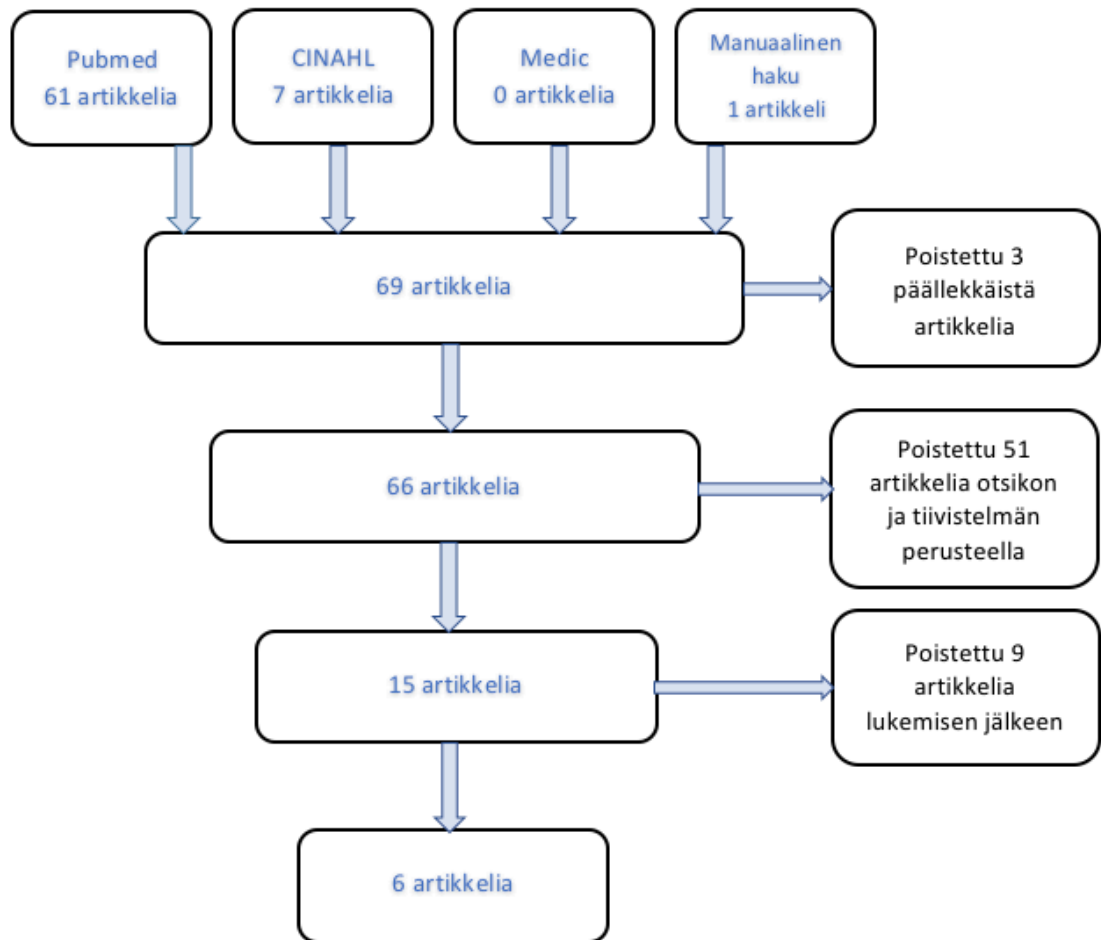 Pubmed
61 artikkelia
CINAHL
7 artikkelia
Medic
0 artikkelia
Manuaalinen
haku
1 artikkeli
69 artikkelia
Poistettu 3
päällekkäistä
artikkelia
66 artikkelia
Poistettu 51
artikkelia otsikon
ja tiivistelmän
perusteella
15 artikkelia
Poistettu 9
artikkelia
lukemisen jälkeen
6 artikkelia